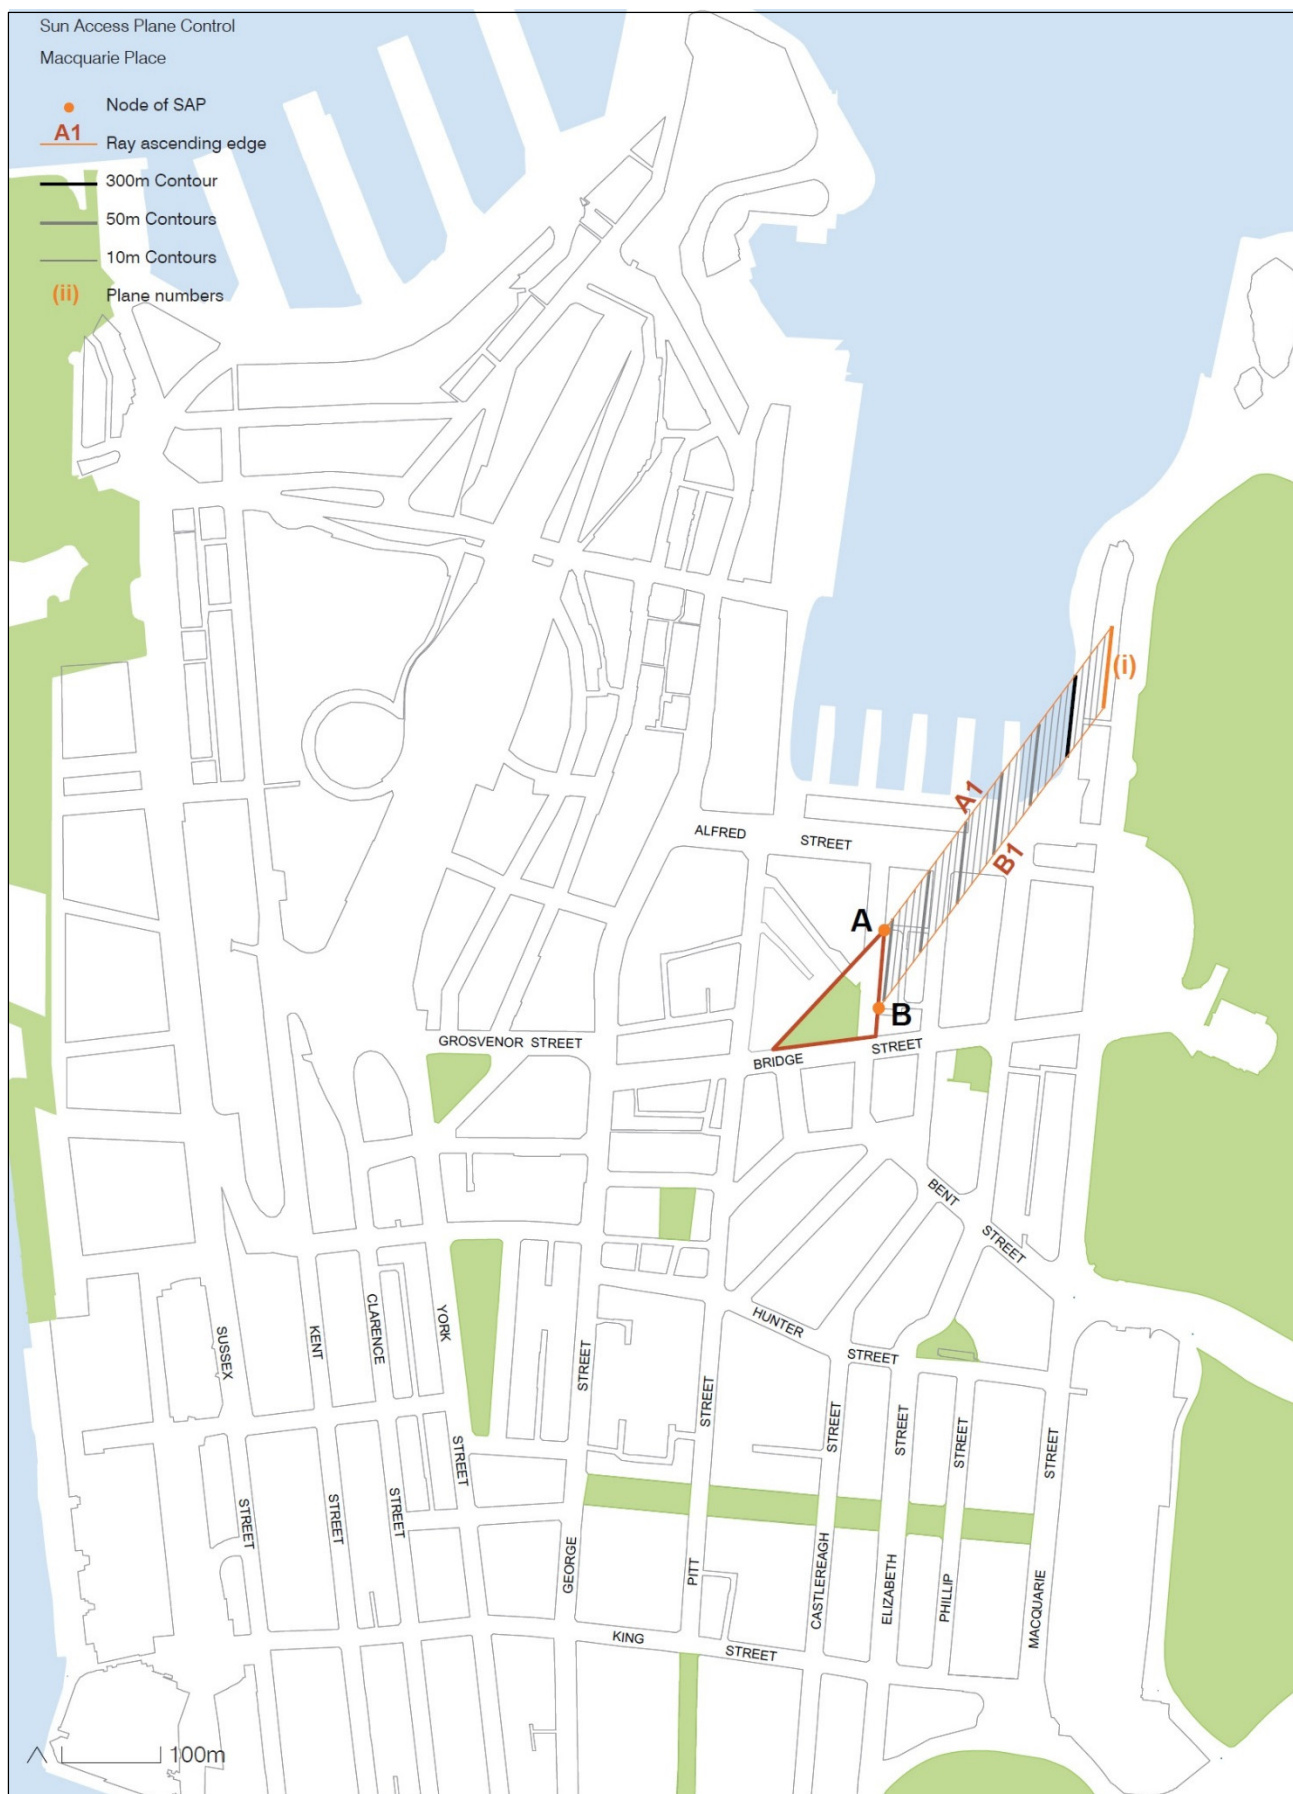 Sun Access Plane Control
Macquarie Place
Node of SAP
A1
Ray ascending edge
300m Contour
50m Contours
10m Contours
(ii)
Plane numbers
(i)
A1
ALFRED
STREET
B1
A
B
GROSVENOR STREET
STREET
BRIDGE
BENT
STREET
SUSSEX
KENT
CLARENCE
YORK
HUNTER
STREET
STREET
STREET
STREET
STREET
STREET
STREET
STREET
STREET
STREET
STREET
GEORGE
PITT
CASTLEREAGH
ELIZABETH
PHILLIP
MACQUARIE
KING
STREET
100m